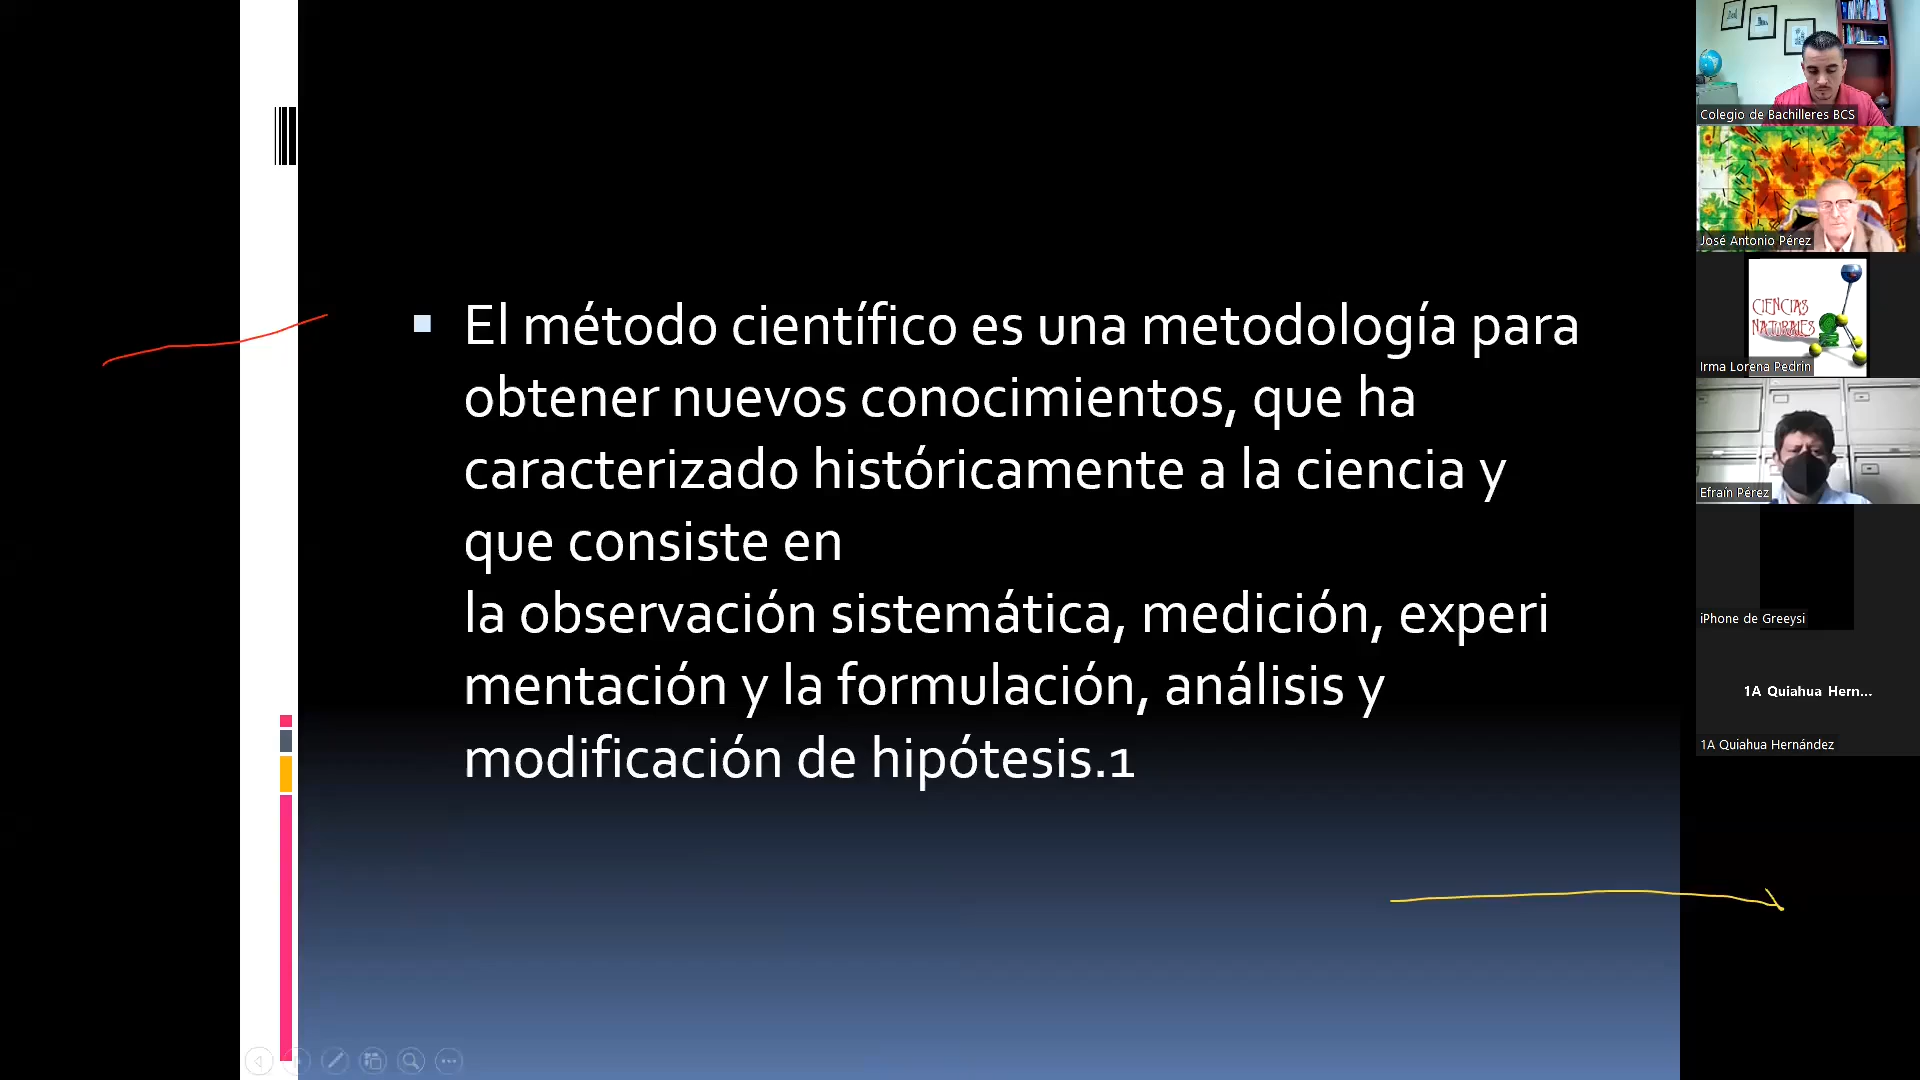 El método científico es una metodología para
obtener nuevos conocimientos, que ha
caracterizado históricamente a la ciencia y
que consiste en
la observación sistemática, medición, experi
mentación y la formulación, análisis y
modificación de hipótesis.1
Colegio de Bachilleres BCS
José Antonio Pérez
CIENCIAS
NATURALES
Irma Lorena Pedrín
Efraín Pérez
iPhone de Greeysi
1A Quiahua Hern...
1A Quiahua Hernández